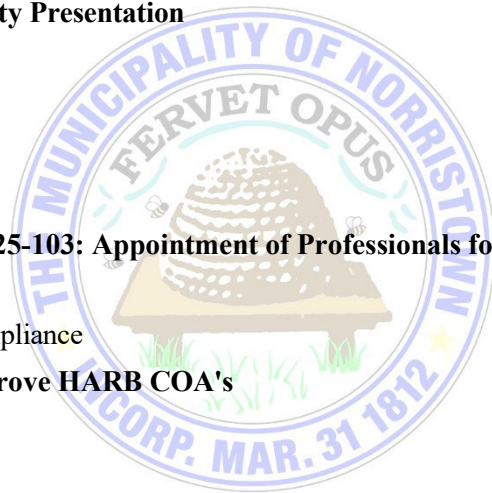 ty Presentation
THE MUNICIPALITY OF NORRISTOWN
FERVET OPUS
25-103: Appointment of Professionals fo
pliance
rove HARB COA's
INCORP. MAR. 31 1812